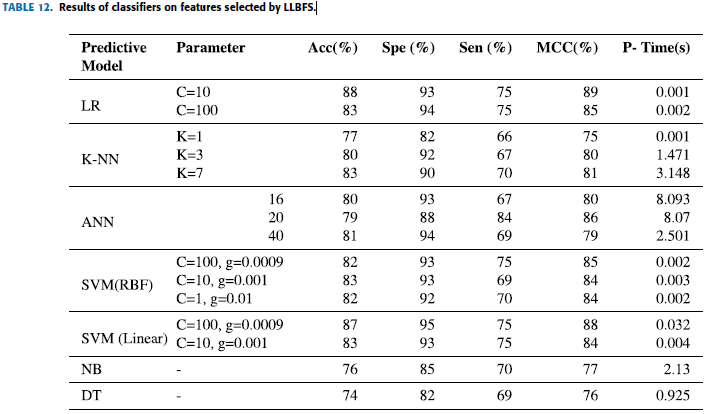 TABLE 12. Results of classifiers on features selected by LLBFS.
Predictive Model Parameter Acc(%) Spe (%) Sen (%) MCC(%) P- Time(s)
LR
C=10 88 93 75 89 0.001
C=100 83 94 75 85 0.002
K-NN
K=1 77 82 66 75 0.001
K=3 80 92 67 80 1.471
K=7 83 90 70 81 3.148
ANN
16 80 93 67 80 8.093
20 79 88 84 86 8.07
40 81 94 69 79 2.501
SVM(RBF)
C=100, g=0.0009 82 93 75 85 0.002
C=10, g=0.001 83 93 69 84 0.003
C=1, g=0.01 82 92 70 84 0.002
SVM (Linear)
C=100, g=0.0009 87 95 75 88 0.032
C=10, g=0.001 83 93 75 84 0.004
NB - 76 85 70 77 2.13
DT - 74 82 69 76 0.925